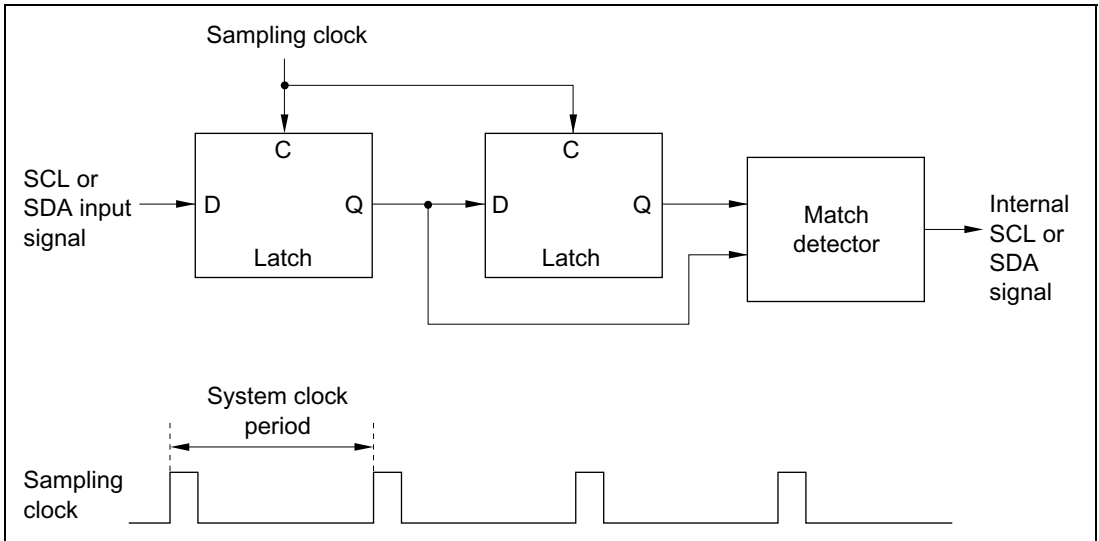 Sampling clock
C
C
SCL or
SDA input
signal
D
Q
D
Q
Latch
Latch
Match
detector
Internal
SCL or
SDA
signal
System clock
period
Sampling
clock